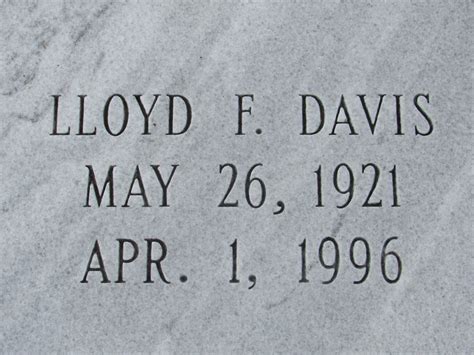 LLOYD F. DAVIS
MAY 26, 1921
APR. 1, 1996